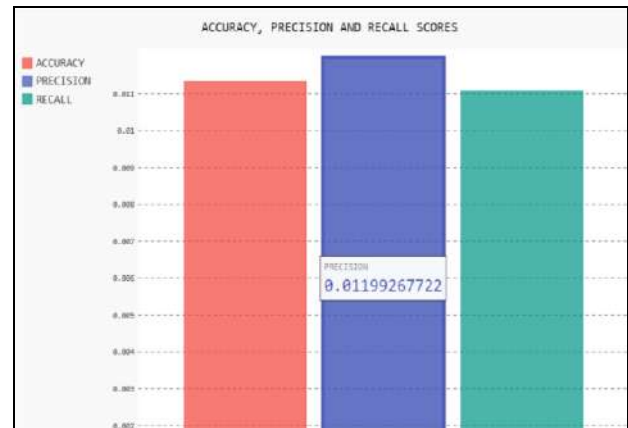 ACCURACY, PRECISION AND RECALL SCORES
ACCURACY
PRECISION
RECALL
0.011
0.01
0.009
0.008
0.007
0.006
0.005
0.004
0.003
0.002
PRECISION
0.01199267722